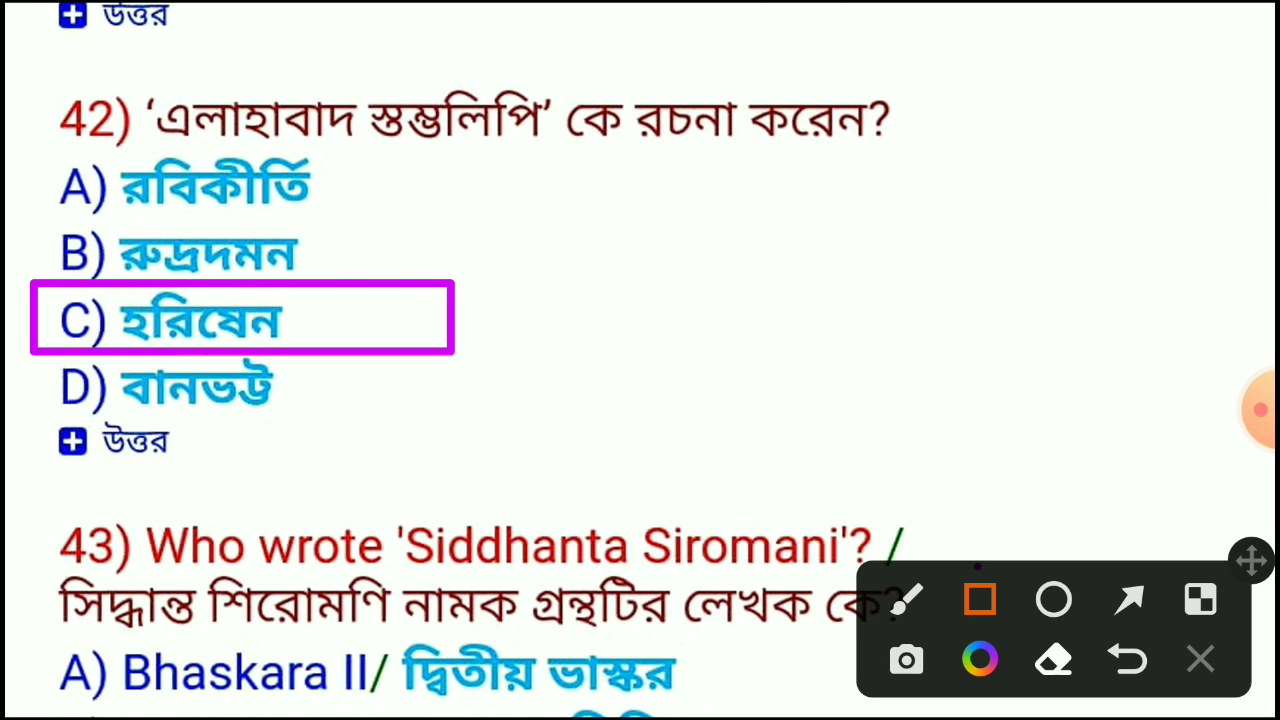 উত্তর
42) ‘এলাহাবাদ স্তম্ভলিপি’ কে রচনা করেন?
A) রবিকীর্তি
B) রুদ্রদমন
C) হরিষেন
D) বানভট্ট
উত্তর
43) Who wrote 'Siddhanta Siromani'? /
সিদ্ধান্ত শিরোমণি নামক গ্রন্থটির লেখক কে?
A) Bhaskara II/ দ্বিতীয় ভাস্কর